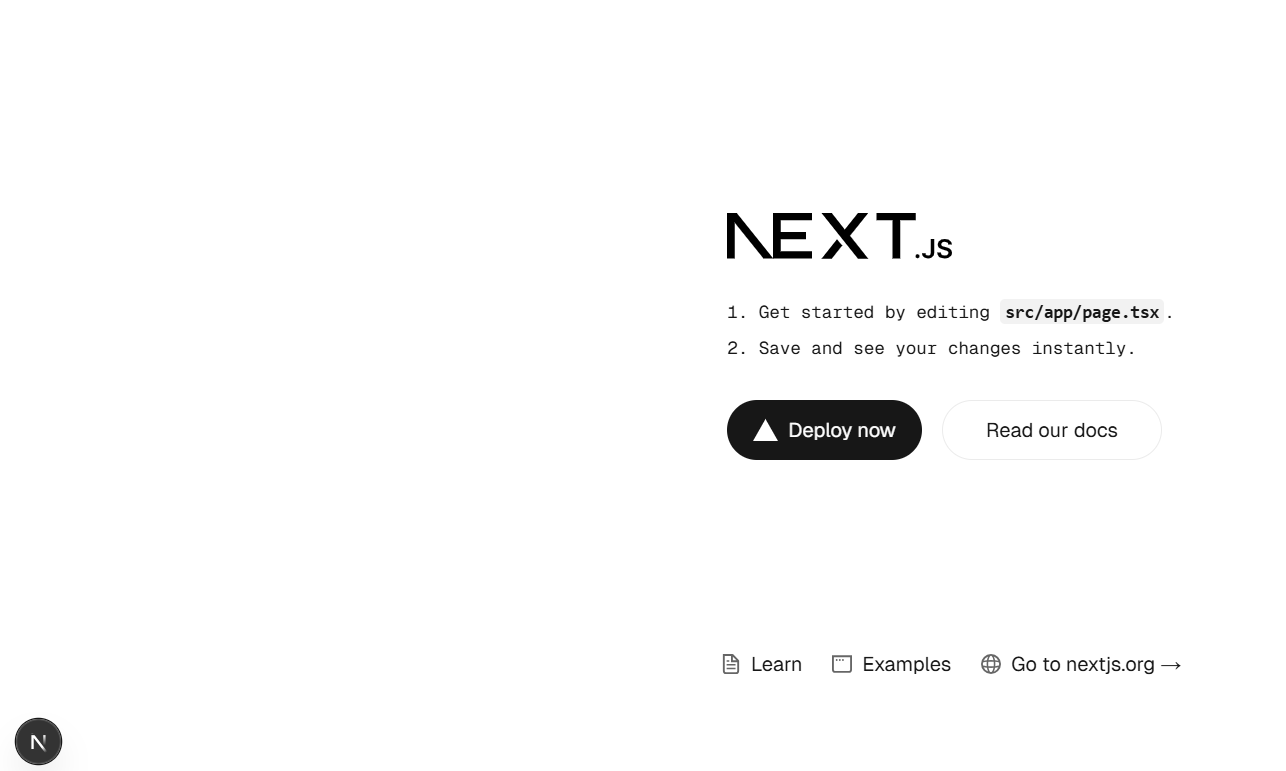 NEXT.JS
1. Get started by editing src/app/page.tsx.
2. Save and see your changes instantly.
Deploy now
Read our docs
Learn
Examples
Go to nextjs.org →
N